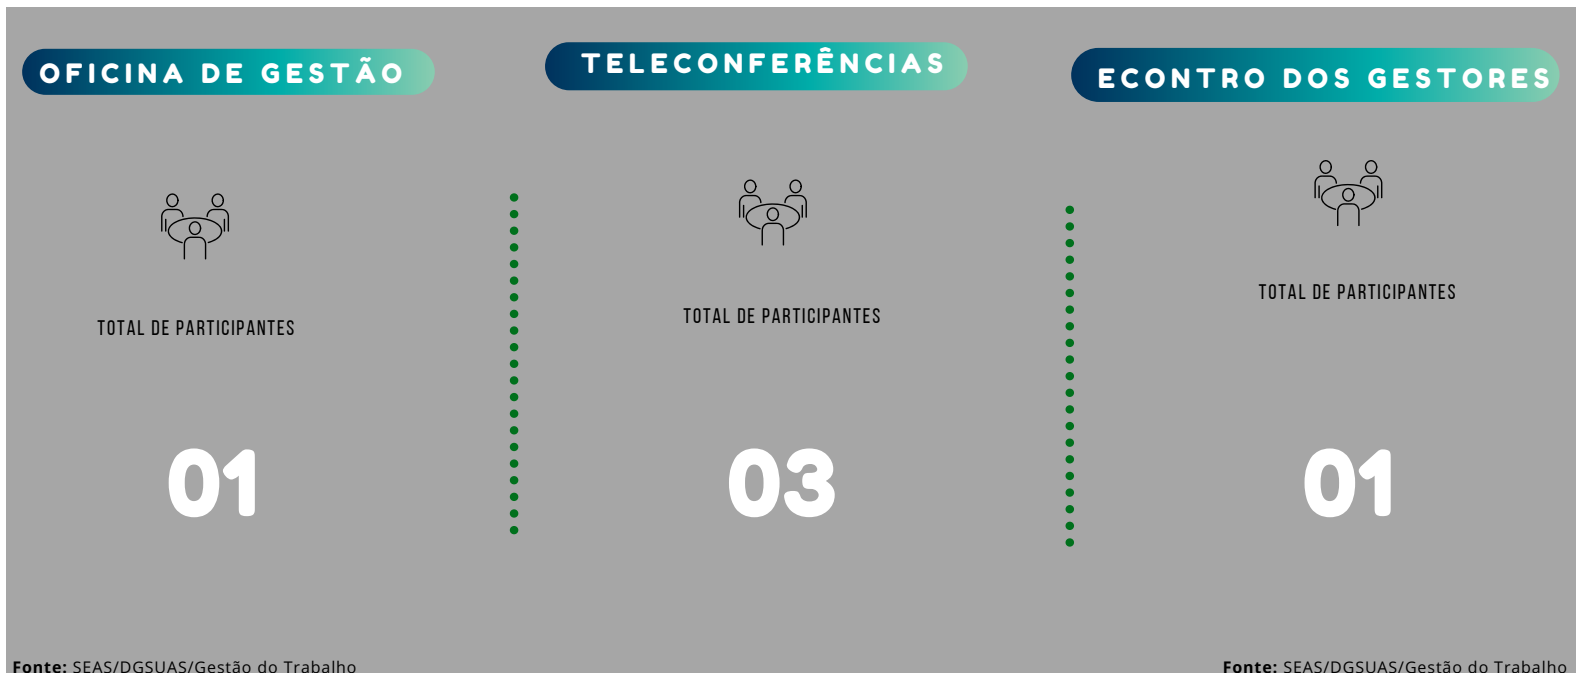 OFICINA DE GESTÃO
TELECONFERÊNCIAS
ECONTRO DOS GESTORES
TOTAL DE PARTICIPANTES
TOTAL DE PARTICIPANTES
TOTAL DE PARTICIPANTES
01
03
01
Fonte: SEAS/DGSUAS/Gestão do Trabalho
Fonte: SEAS/DGSUAS/Gestão do Trabalho